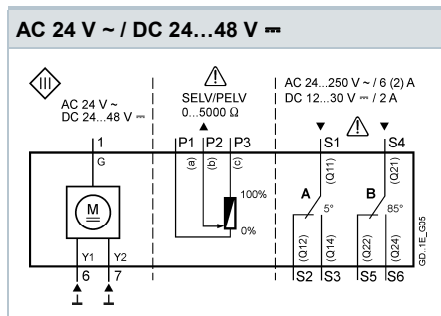 AC 24 V ~ / DC 24...48 V ⎓
III
AC 24 V ~
DC 24...48 V ⎓
SELV/PELV
0...5000 Ω
AC 24...250 V ~ / 6 (2) A
DC 12...30 V ⎓ / 2 A
1
P1 P2 P3
S1 S4
G
(a) (b) (c)
(Q11) (Q21)
M
100%
0%
A 5°
B 85°
Y1 Y2
(Q12) (Q14) (Q22) (Q24)
6 7
S2 S3 S5 S6
GD..1E_G05